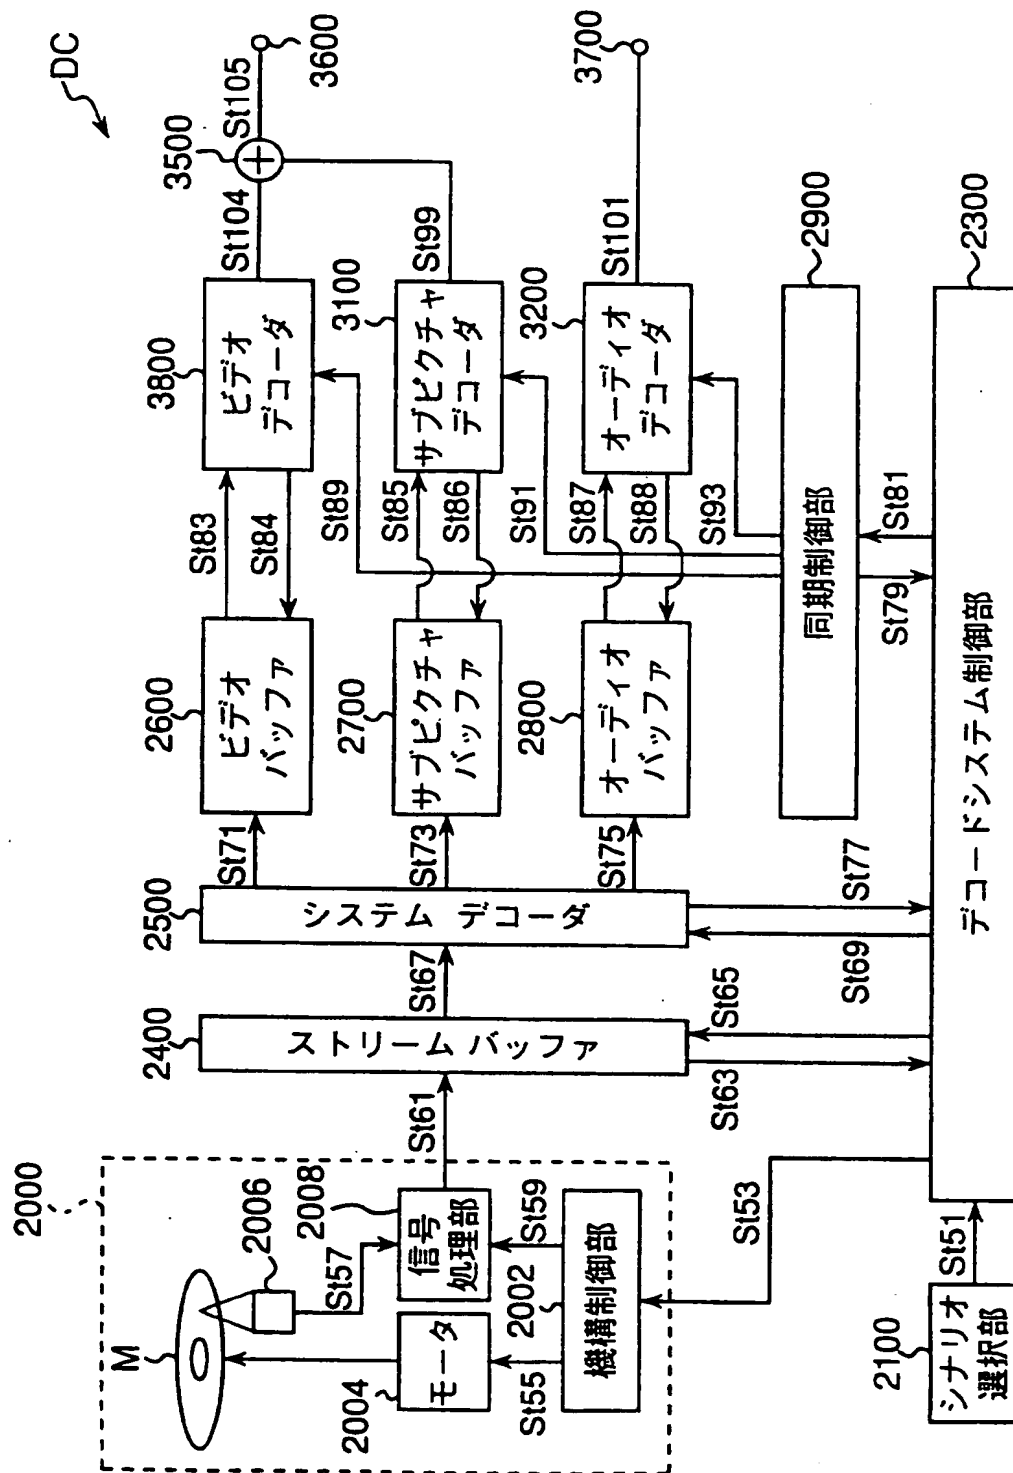 DC
2000
M
2006
2004
モータ
2008
信号
処理部
St57
St55
St59
2002
機構制御部
St53
2100
シナリオ
選択部
St51
St61
2400
ストリーム バッファ
St63
St65
St67
2500
システム デコーダ
St69
St77
St71
St73
St75
2600
ビデオ
バッファ
2700
サブピクチャ
バッファ
2800
オーディオ
バッファ
St83
St84
St89
St85
St86
St91
St87
St88
St93
3800
ビデオ
デコーダ
3100
サブピクチャ
デコーダ
3200
オーディオ
デコーダ
St104
3500
St105
3600
St99
St101
3700
2900
同期制御部
St79
St81
2300
デコードシステム制御部